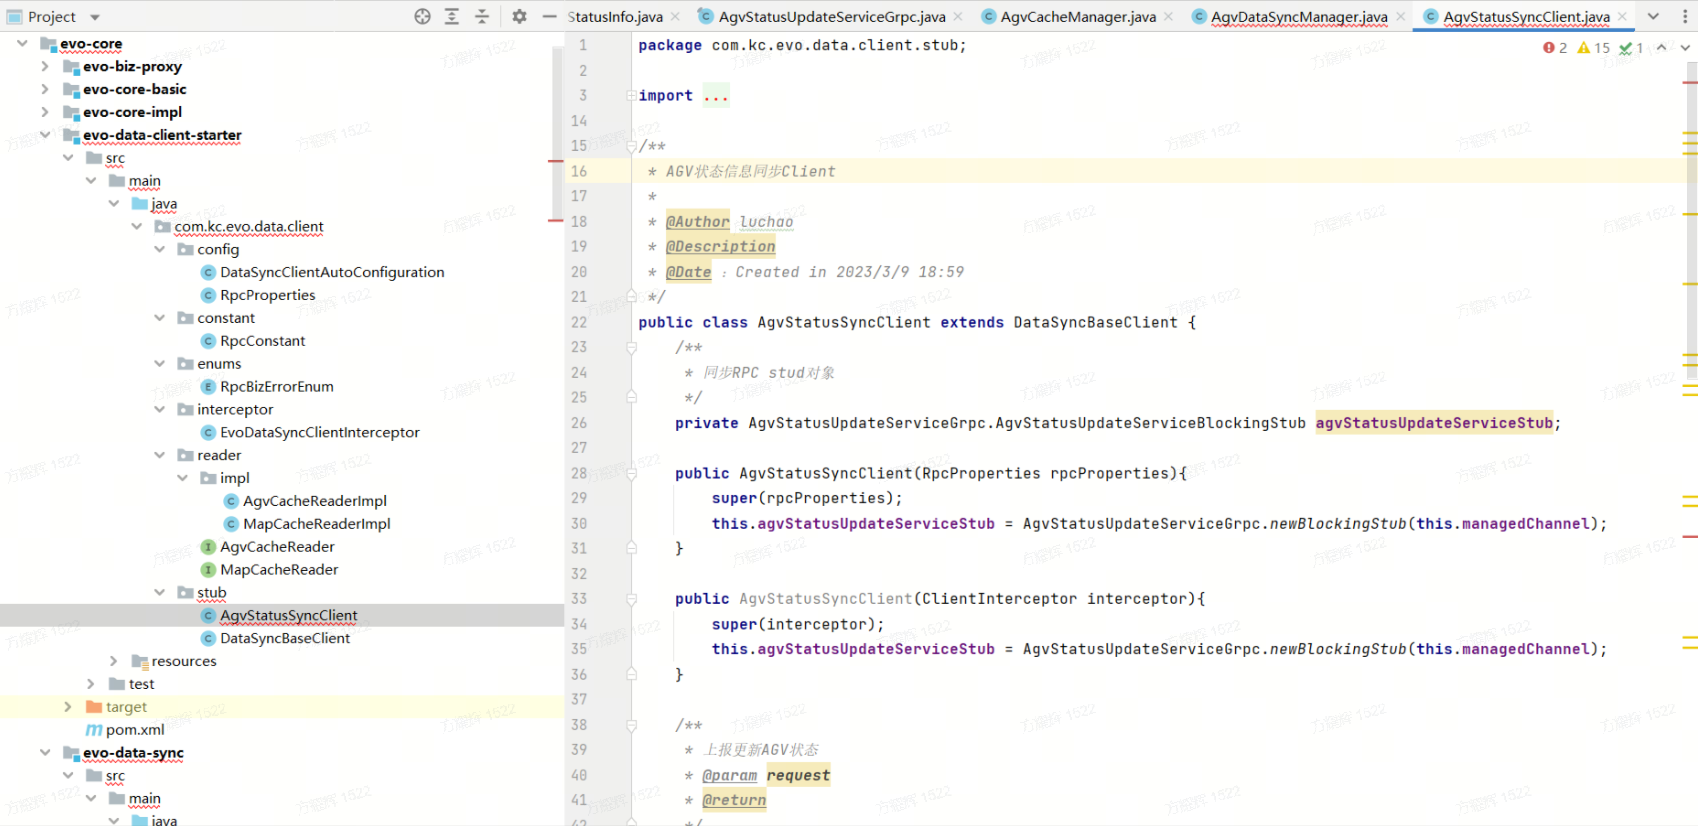 Project
StatusInfo.java
AgvStatusUpdateServiceGrpc.java
AgvCacheManager.java
AgvDataSyncManager.java
AgvStatusSyncClient.java
evo-core
evo-biz-proxy
evo-core-basic
evo-core-impl
evo-data-client-starter
src
main
java
com.kc.evo.data.client
config
DataSyncClientAutoConfiguration
RpcProperties
constant
RpcConstant
enums
RpcBizErrorEnum
interceptor
EvoDataSyncClientInterceptor
reader
impl
AgvCacheReaderImpl
MapCacheReaderImpl
AgvCacheReader
MapCacheReader
stub
AgvStatusSyncClient
DataSyncBaseClient
resources
test
target
pom.xml
evo-data-sync
src
main
java
2 15 1
1 package com.kc.evo.data.client.stub;
2
3 import ...
14
15 /**
16 * AGV状态信息同步Client
17 *
18 * @Author luchao
19 * @Description
20 * @Date : Created in 2023/3/9 18:59
21 */
22 public class AgvStatusSyncClient extends DataSyncBaseClient {
23 /**
24 * 同步RPC stud对象
25 */
26 private AgvStatusUpdateServiceGrpc.AgvStatusUpdateServiceBlockingStub agvStatusUpdateServiceStub;
27
28 public AgvStatusSyncClient(RpcProperties rpcProperties){
29 super(rpcProperties);
30 this.agvStatusUpdateServiceStub = AgvStatusUpdateServiceGrpc.newBlockingStub(this.managedChannel);
31 }
32
33 public AgvStatusSyncClient(ClientInterceptor interceptor){
34 super(interceptor);
35 this.agvStatusUpdateServiceStub = AgvStatusUpdateServiceGrpc.newBlockingStub(this.managedChannel);
36 }
37
38 /**
39 * 上报更新AGV状态
40 * @param request
41 * @return
42 */